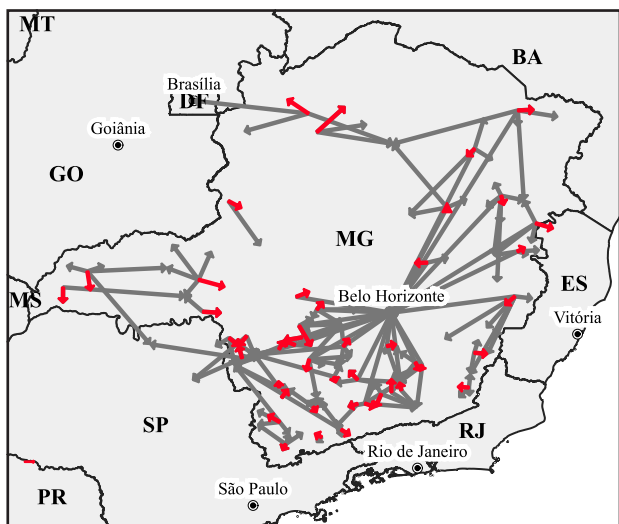 MT
BA
Brasília
DF
Goiânia
GO
MG
MS
Belo Horizonte
ES
Vitória
SP
RJ
Rio de Janeiro
São Paulo
PR